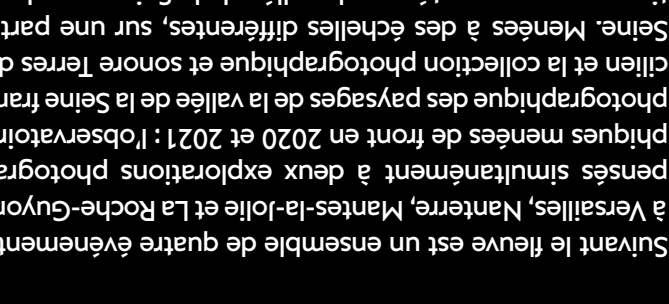 Suivant le fleuve est un ensemble de quatre événement
à Versailles, Nanterre, Mantes-la-Jolie et La Roche-Guyon
pensés simultanément à deux explorations photogra
phiques menées de front en 2020 et 2021 : l'observatoir
photographique des paysages de la vallée de la Seine fran
cilien et la collection photographique et sonore Terres d
Seine. Menées à des échelles différentes, sur une part